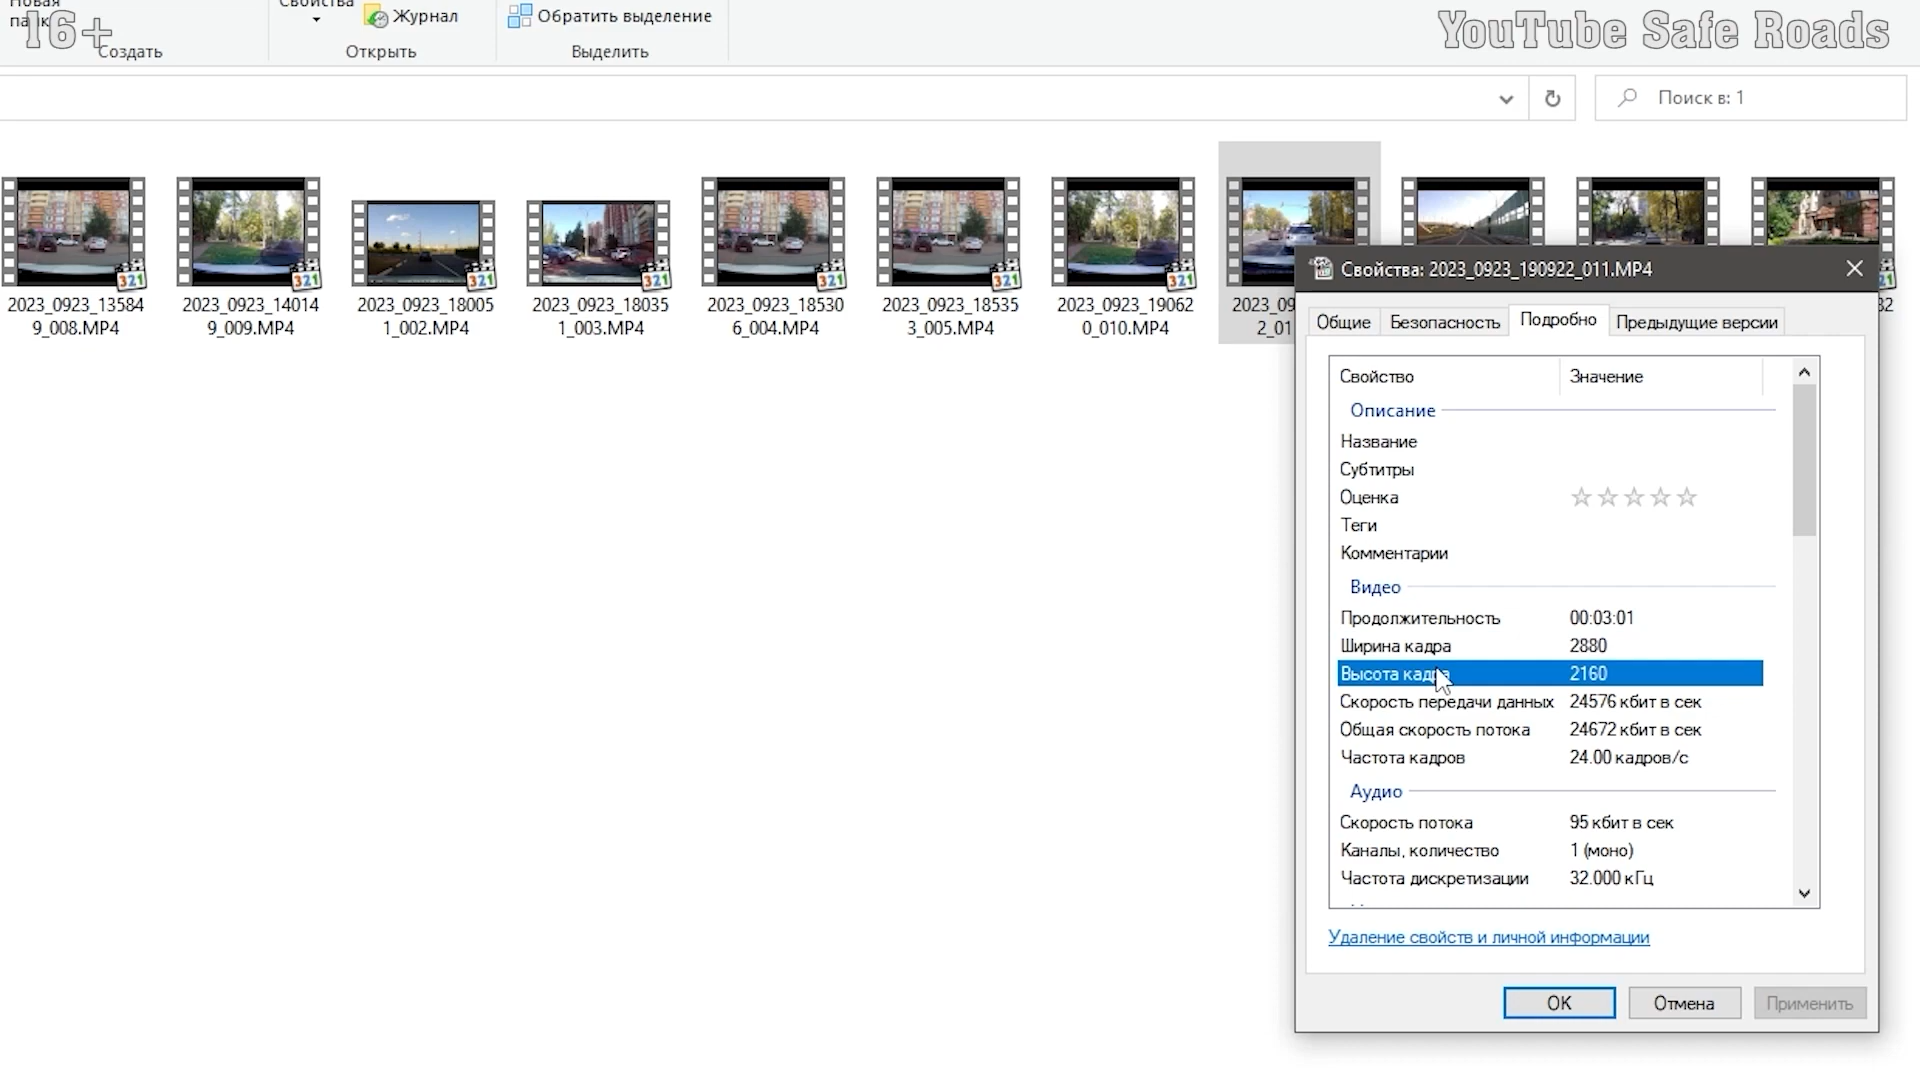 Новая
папка
16+
Создать
Свойства
Журнал
Открыть
Обратить выделение
Выделить
YouTube Safe Roads
Поиск в: 1
2023_0923_13584
9_008.MP4
2023_0923_14014
9_009.MP4
2023_0923_18005
1_002.MP4
2023_0923_18035
1_003.MP4
2023_0923_18530
6_004.MP4
2023_0923_18535
3_005.MP4
2023_0923_19062
0_010.MP4
2023_09
2_01
32
Свойства: 2023_0923_190922_011.MP4
Общие Безопасность Подробно Предыдущие версии
Свойство Значение
Описание
Название
Субтитры
Оценка
Теги
Комментарии
Видео
Продолжительность 00:03:01
Ширина кадра 2880
Высота кадра 2160
Скорость передачи данных 24576 кбит в сек
Общая скорость потока 24672 кбит в сек
Частота кадров 24.00 кадров/с
Аудио
Скорость потока 95 кбит в сек
Каналы, количество 1 (моно)
Частота дискретизации 32.000 кГц
Удаление свойств и личной информации
OK Отмена Применить